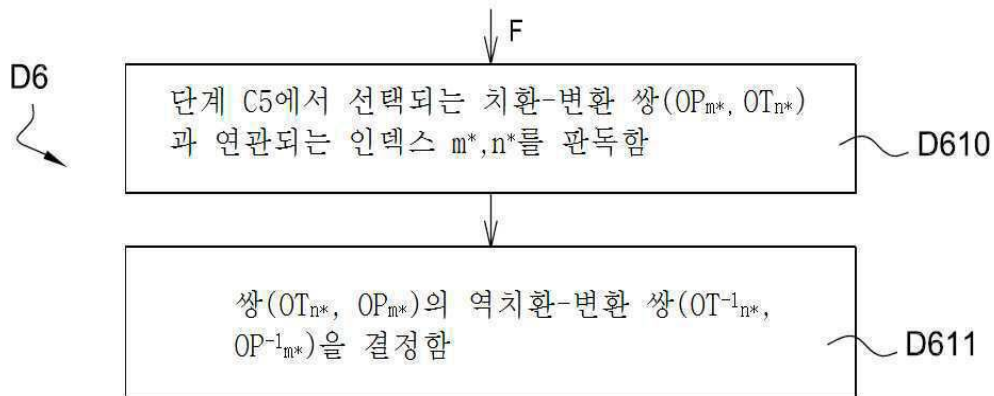 F
D6
단계 C5에서 선택되는 치환-변환 쌍(OPm*, OTn*)
과 연관되는 인덱스 m*,n*를 판독함
D610
쌍(OTn*, OPm*)의 역치환-변환 쌍(OT-1n*,
OP-1m*)을 결정함
D611